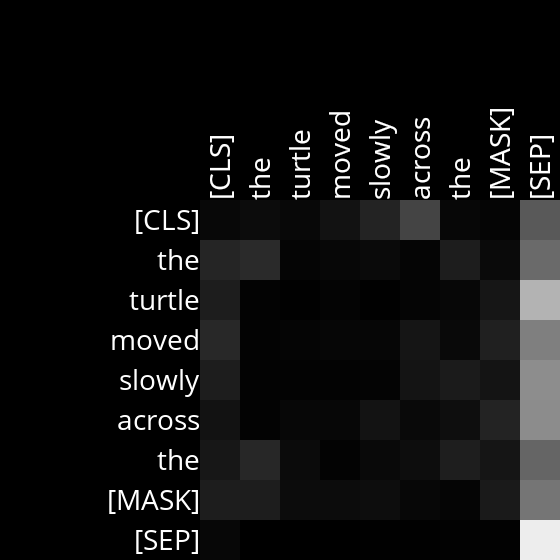 [CLS] the turtle moved slowly across the [MASK] [SEP]
[CLS]
the
turtle
moved
slowly
across
the
[MASK]
[SEP]